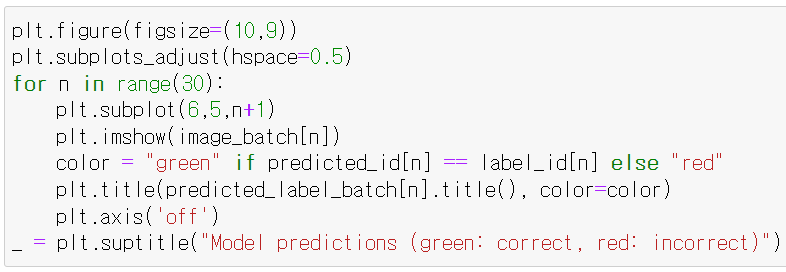 plt.figure(figsize=(10,9))
plt.subplots_adjust(hspace=0.5)
for n in range(30):
    plt.subplot(6,5,n+1)
    plt.imshow(image_batch[n])
    color = "green" if predicted_id[n] == label_id[n] else "red"
    plt.title(predicted_label_batch[n].title(), color=color)
    plt.axis('off')
_ = plt.suptitle("Model predictions (green: correct, red: incorrect)")